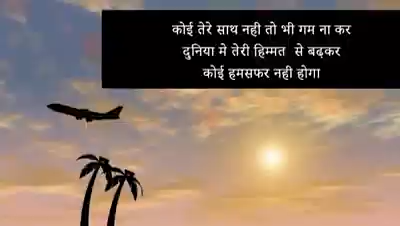 कोई तेरे साथ नही तो भी गम ना कर
दुनिया मे तेरी हिम्मत से बढ़कर
कोई हमसफर नही होगा